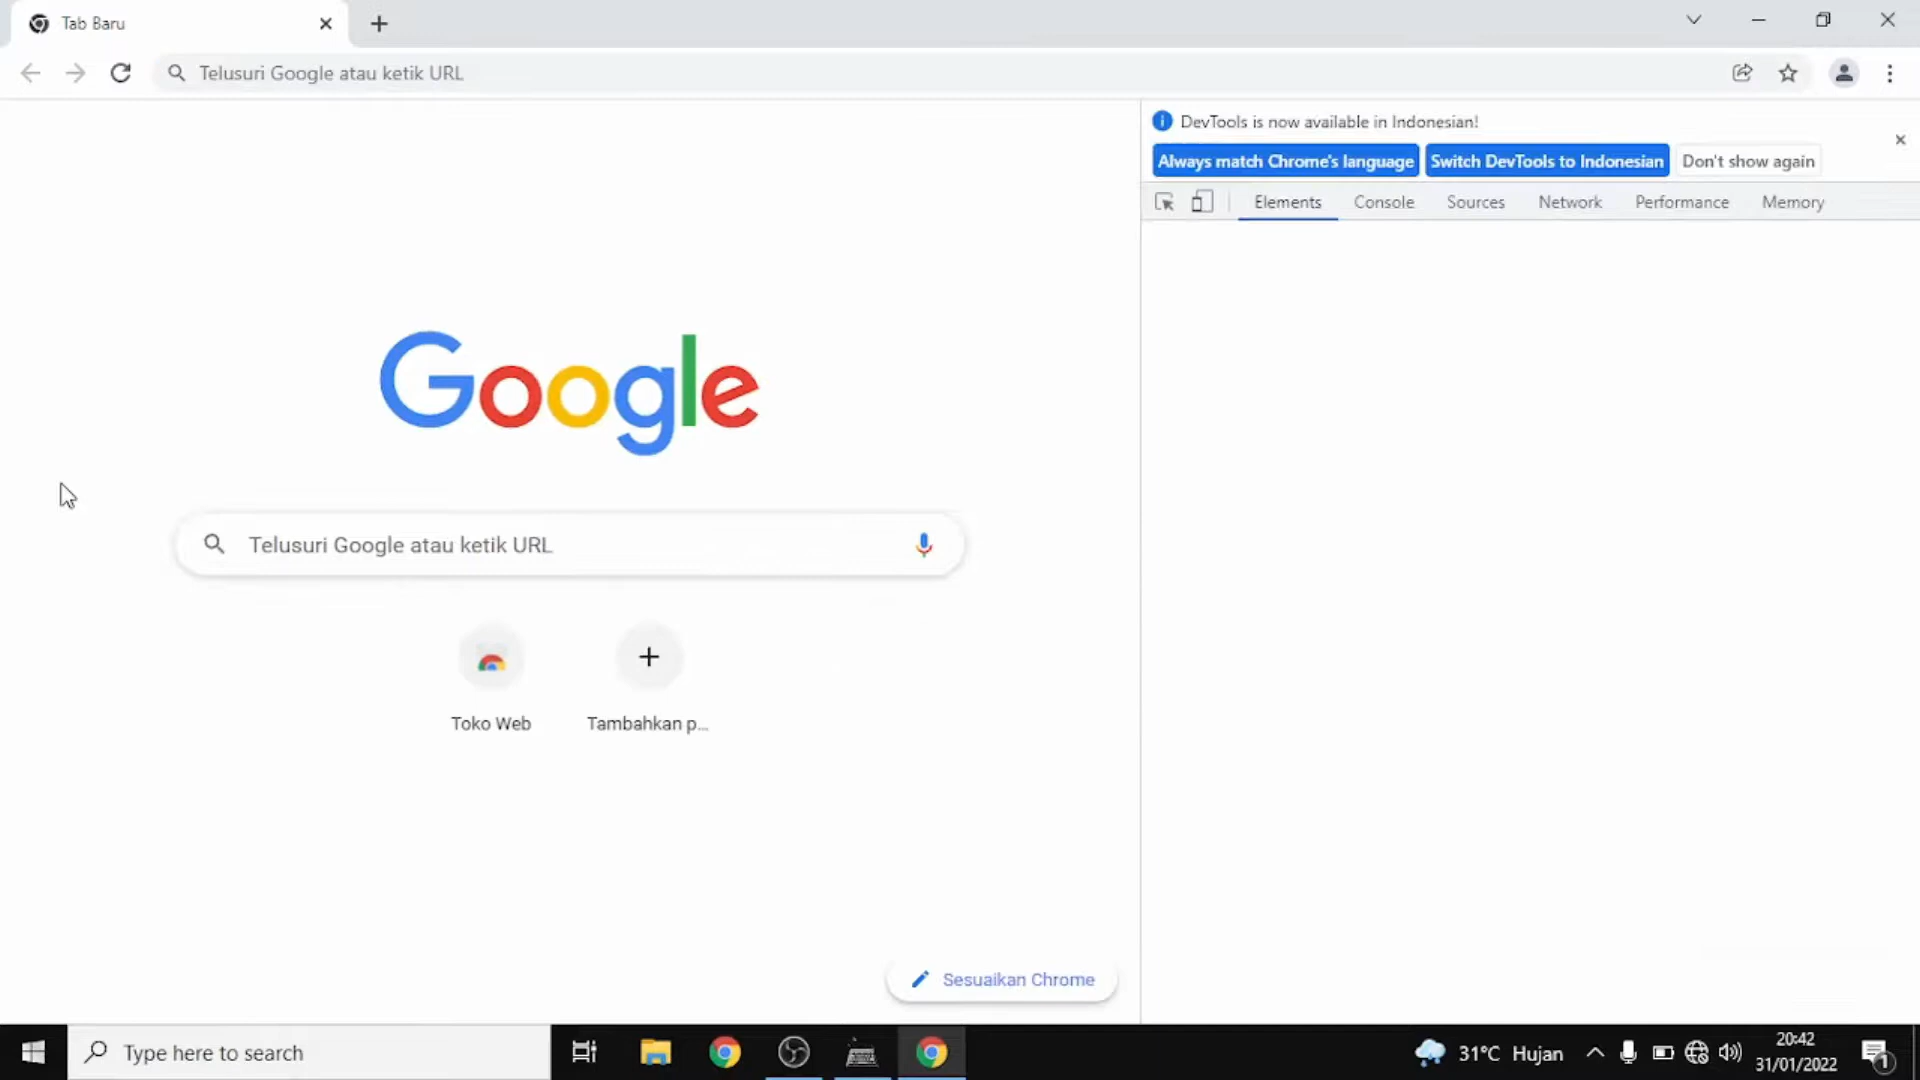 Tab Baru
Telusuri Google atau ketik URL
DevTools is now available in Indonesian!
Always match Chrome's language
Switch DevTools to Indonesian
Don't show again
Elements
Console
Sources
Network
Performance
Memory
Google
Telusuri Google atau ketik URL
Toko Web
Tambahkan p...
Sesuaikan Chrome
Type here to search
31°C Hujan
20:42
31/01/2022
1